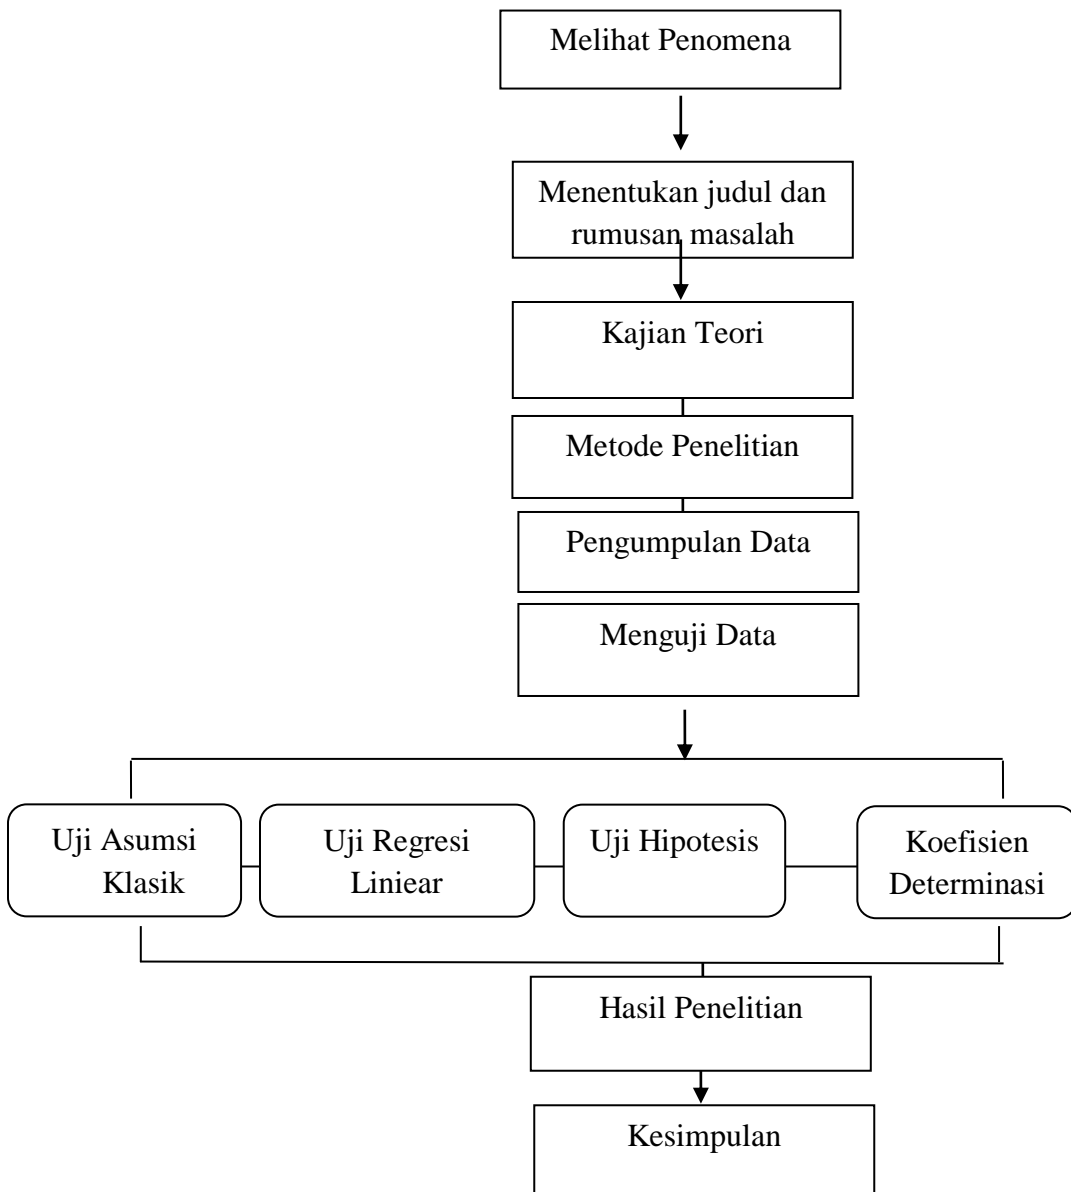 Melihat Penomena
Menentukan judul dan
rumusan masalah
Kajian Teori
Metode Penelitian
Pengumpulan Data
Menguji Data
Uji Asumsi
Klasik
Uji Regresi
Liniear
Uji Hipotesis
Koefisien
Determinasi
Hasil Penelitian
Kesimpulan